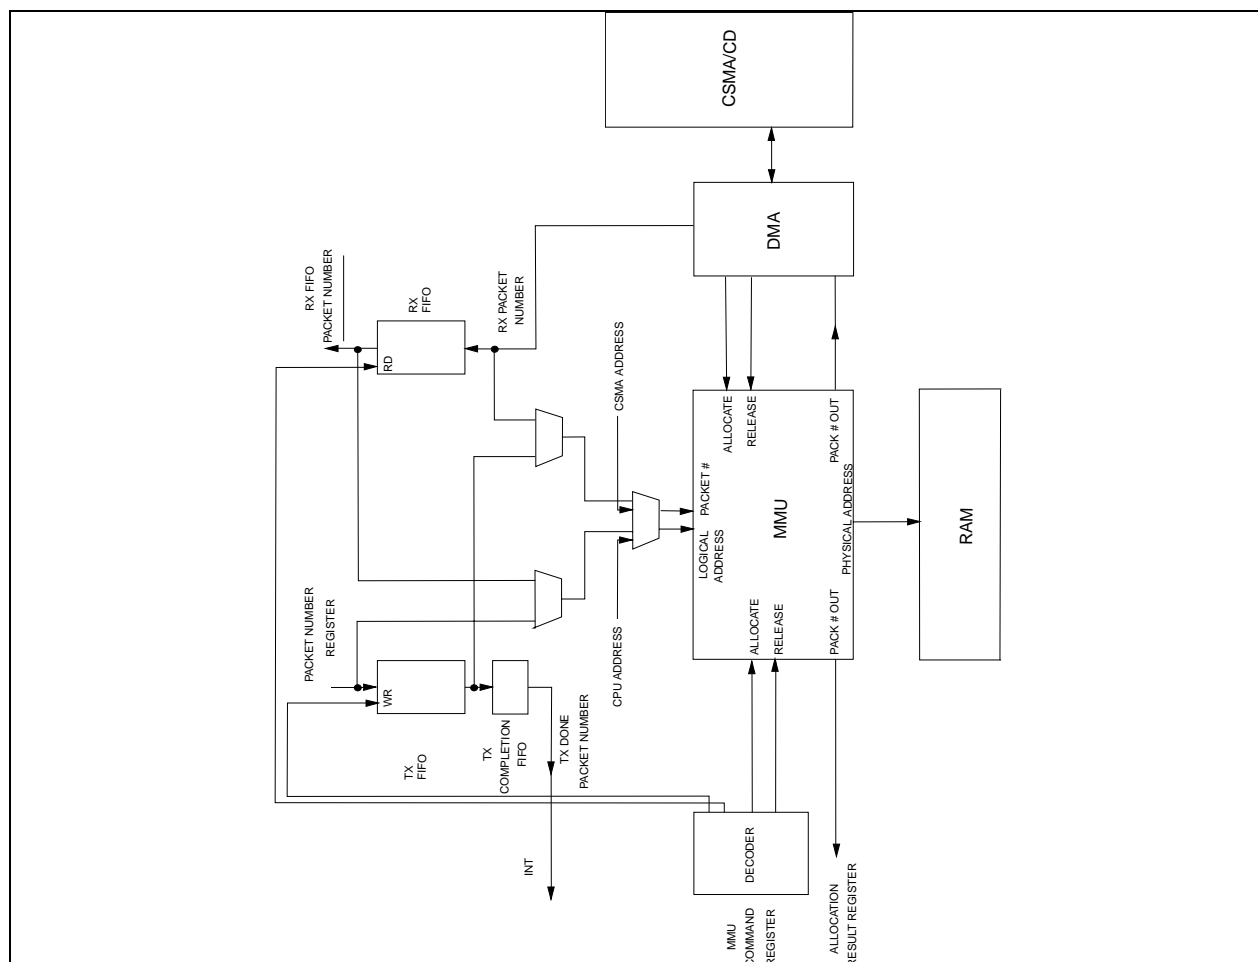 CSMA/CD
DMA
RX FIFO
PACKET NUMBER
RX
FIFO
RD
RX PACKET
NUMBER
CSMA ADDRESS
ALLOCATE
RELEASE
PACK # OUT
PACKET #
LOGICAL
ADDRESS
MMU
PHYSICAL ADDRESS
RAM
PACKET NUMBER
REGISTER
WR
TX
FIFO
TX
COMPLETION
FIFO
TX DONE
PACKET NUMBER
CPU ADDRESS
ALLOCATE
RELEASE
PACK # OUT
INT
DECODER
MMU
COMMAND
REGISTER
ALLOCATION
RESULT REGISTER